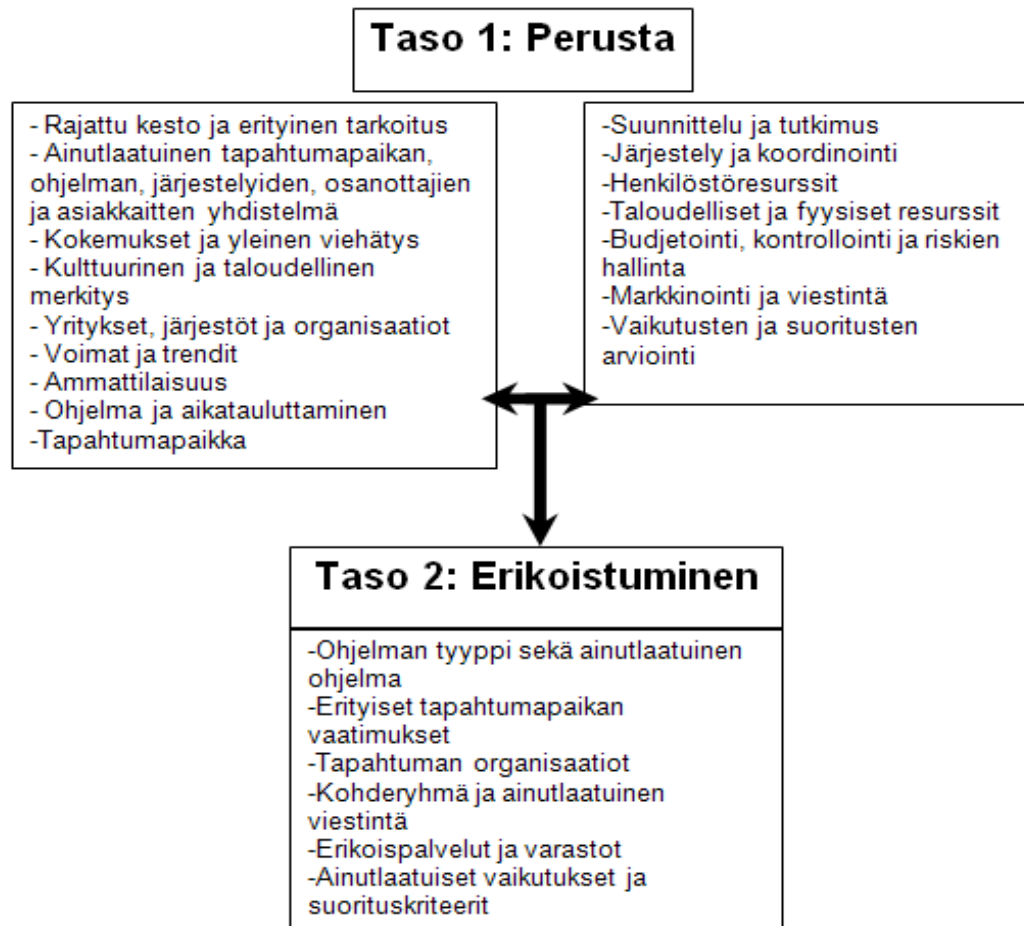 Taso 1: Perusta
- Rajattu kesto ja erityinen tarkoitus
- Ainutlaatuinen tapahtumapaikan,
ohjelman, järjestelyiden, osanottajien
ja asiakkaitten yhdistelmä
- Kokemukset ja yleinen viehätys
- Kulttuurinen ja taloudellinen
merkitys
- Yritykset, järjestöt ja organisaatiot
- Voimat ja trendit
- Ammattilaisuus
- Ohjelma ja aikatauluttaminen
-Tapahtumapaikka
-Suunnittelu ja tutkimus
-Järjestely ja koordinointi
-Henkilöstöresurssit
-Taloudelliset ja fyysiset resurssit
-Budjetointi, kontrollointi ja riskien
hallinta
-Markkinointi ja viestintä
-Vaikutusten ja suoritusten
arviointi
Taso 2: Erikoistuminen
-Ohjelman tyyppi sekä ainutlaatuinen
ohjelma
-Erityiset tapahtumapaikan
vaatimukset
-Tapahtuman organisaatiot
-Kohderyhmä ja ainutlaatuinen
viestintä
-Erikoispalvelut ja varastot
-Ainutlaatuiset vaikutukset ja
suorituskriteerit